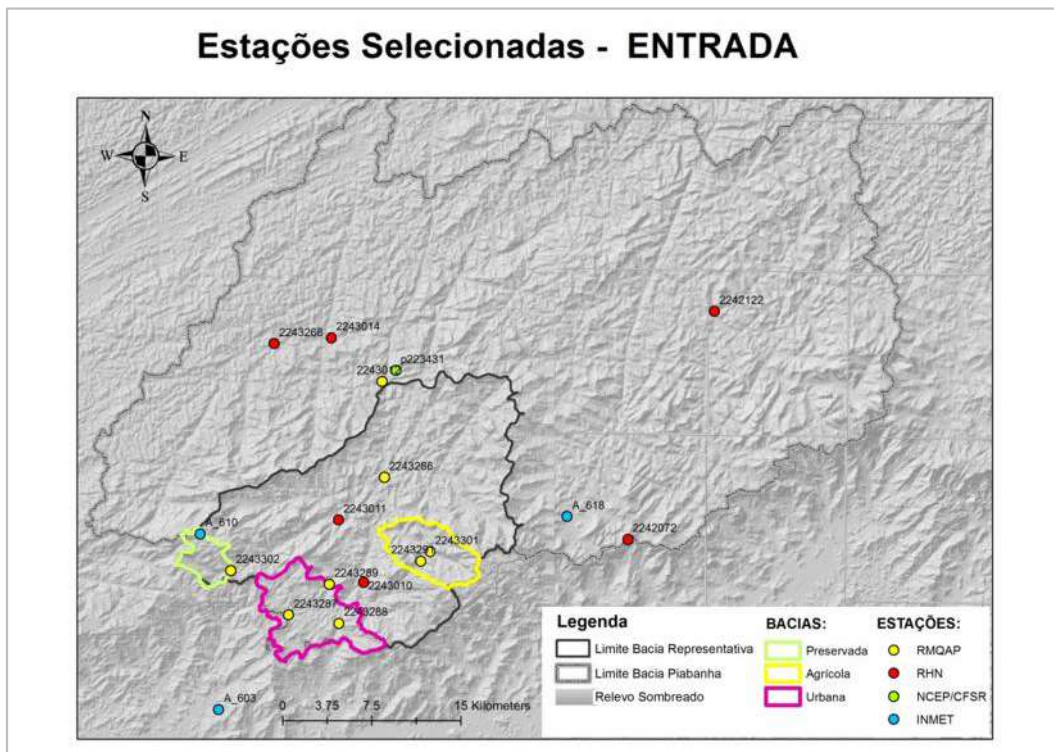 Estações Selecionadas - ENTRADA
N
W E
S
2242122
2243268
2243014
p223431
2243266
2243011
A_610
A_618
2242072
2243301
2243302
2243289
2243010
2243287
2243288
A_603
0 3.75 7.5 15 Kilometers
Legenda
Limite Bacia Representativa
Limite Bacia Piabanha
Relevo Sombreado
BACIAS:
Preservada
Agrícola
Urbana
ESTAÇÕES:
RMQAP
RHN
NCEP/CFSR
INMET